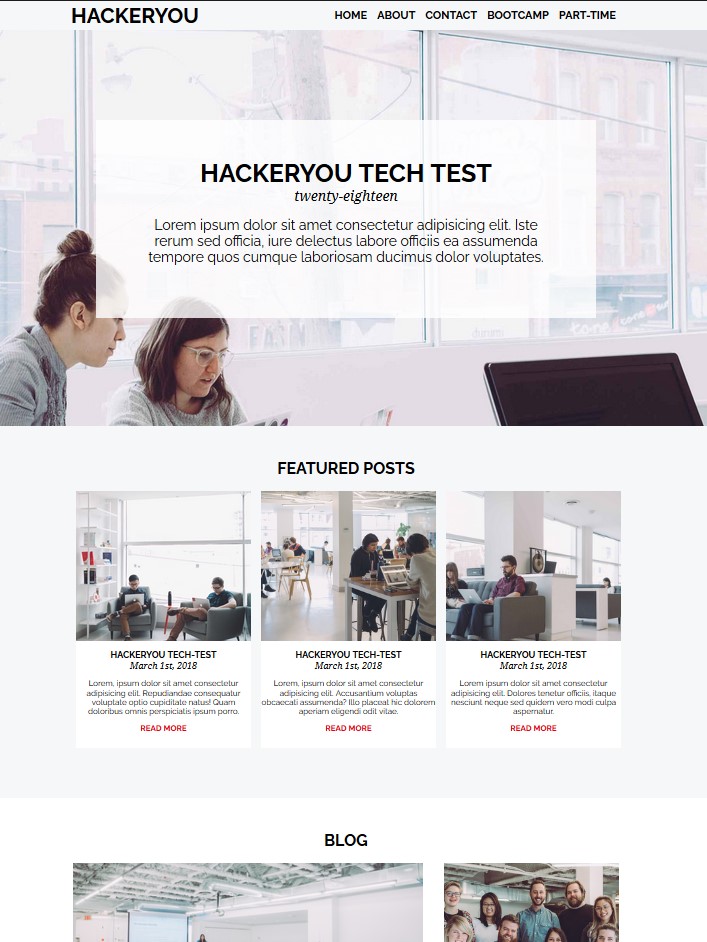 HACKERYOU
HOME ABOUT CONTACT BOOTCAMP PART-TIME
HACKERYOU TECH TEST
twenty-eighteen
Lorem ipsum dolor sit amet consectetur adipisicing elit. Iste
rerum sed officia, iure delectus labore officiis ea assumenda
tempore quos cumque laboriosam ducimus dolor voluptates.
FEATURED POSTS
HACKERYOU TECH-TEST
March 1st, 2018
Lorem, ipsum dolor sit amet consectetur
adipisicing elit. Repudiandae consequatur
voluptate optio cupiditate natus! Quam
doloribus omnis perspiciatis ipsum porro.
READ MORE
HACKERYOU TECH-TEST
March 1st, 2018
Lorem, ipsum dolor sit amet consectetur
adipisicing elit. Accusantium voluptas
obcaecati assumenda? Illo placeat hic dolorem
aperiam eligendi odit vitae.
READ MORE
HACKERYOU TECH-TEST
March 1st, 2018
Lorem ipsum dolor sit amet consectetur
adipisicing elit. Dolores tenetur officiis, itaque
nesciunt neque sed quidem vero modi culpa
aspernatur.
READ MORE
BLOG